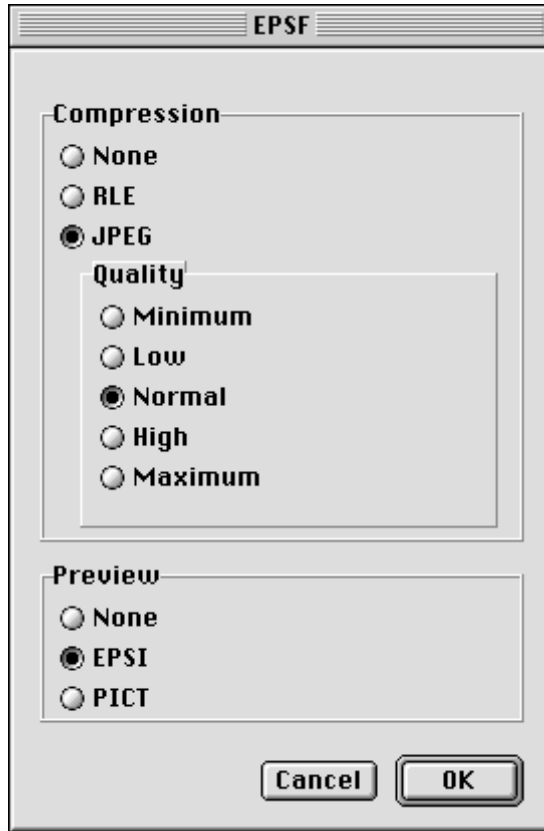 EPSF
Compression
None
RLE
JPEG
Quality
Minimum
Low
Normal
High
Maximum
Preview
None
EPSI
PICT
Cancel OK